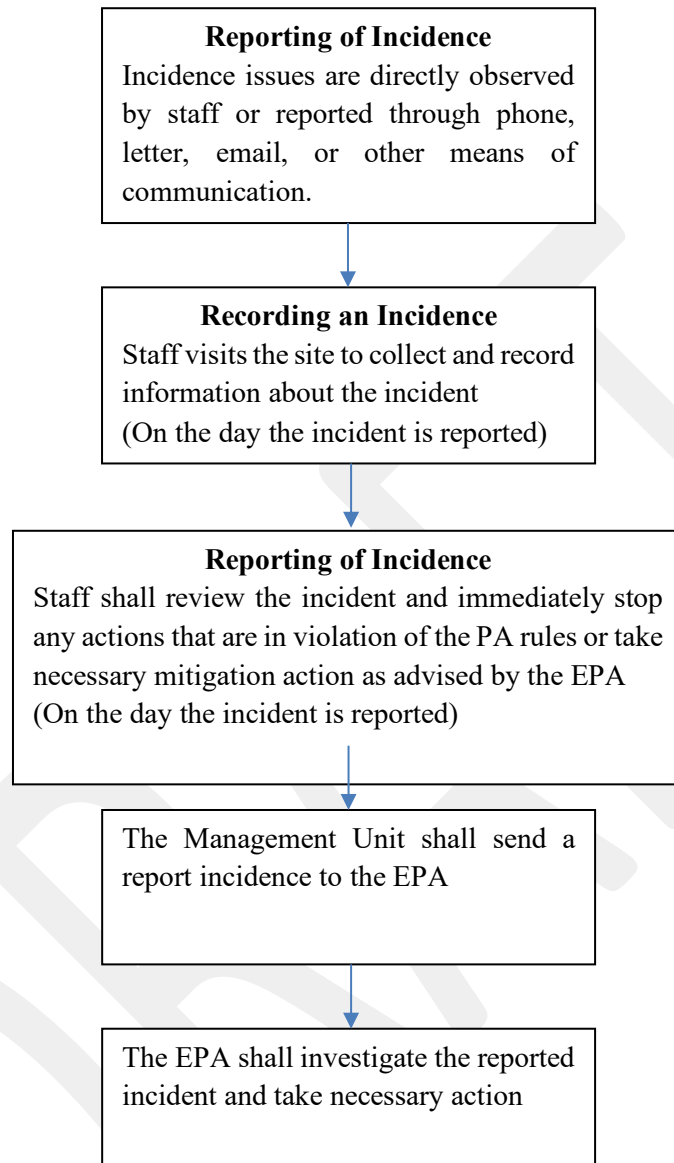 Reporting of Incidence
Incidence issues are directly observed
by staff or reported through phone,
letter, email, or other means of
communication.
Recording an Incidence
Staff visits the site to collect and record
information about the incident
(On the day the incident is reported)
Reporting of Incidence
Staff shall review the incident and immediately stop
any actions that are in violation of the PA rules or take
necessary mitigation action as advised by the EPA
(On the day the incident is reported)
The Management Unit shall send a
report incidence to the EPA
The EPA shall investigate the reported
incident and take necessary action